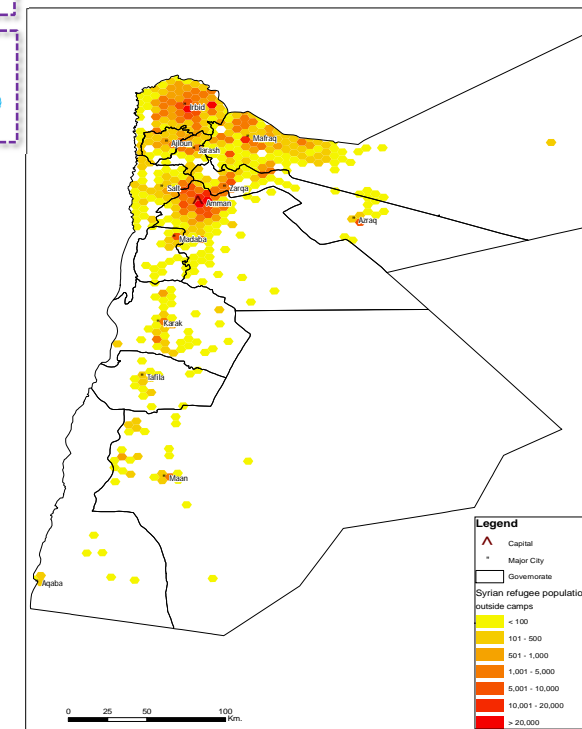 Irbid
Mafraq
Ajloun
Jarash
Salt
Zarqa
Amman
Azraq
Madaba
Karak
Tafila
Maan
Aqaba
Legend
Capital
Major City
Governorate
Syrian refugee populatio
outside camps
< 100
101 - 500
501 - 1,000
1,001 - 5,000
5,001 - 10,000
10,001 - 20,000
> 20,000
0 25 50 100
Km.